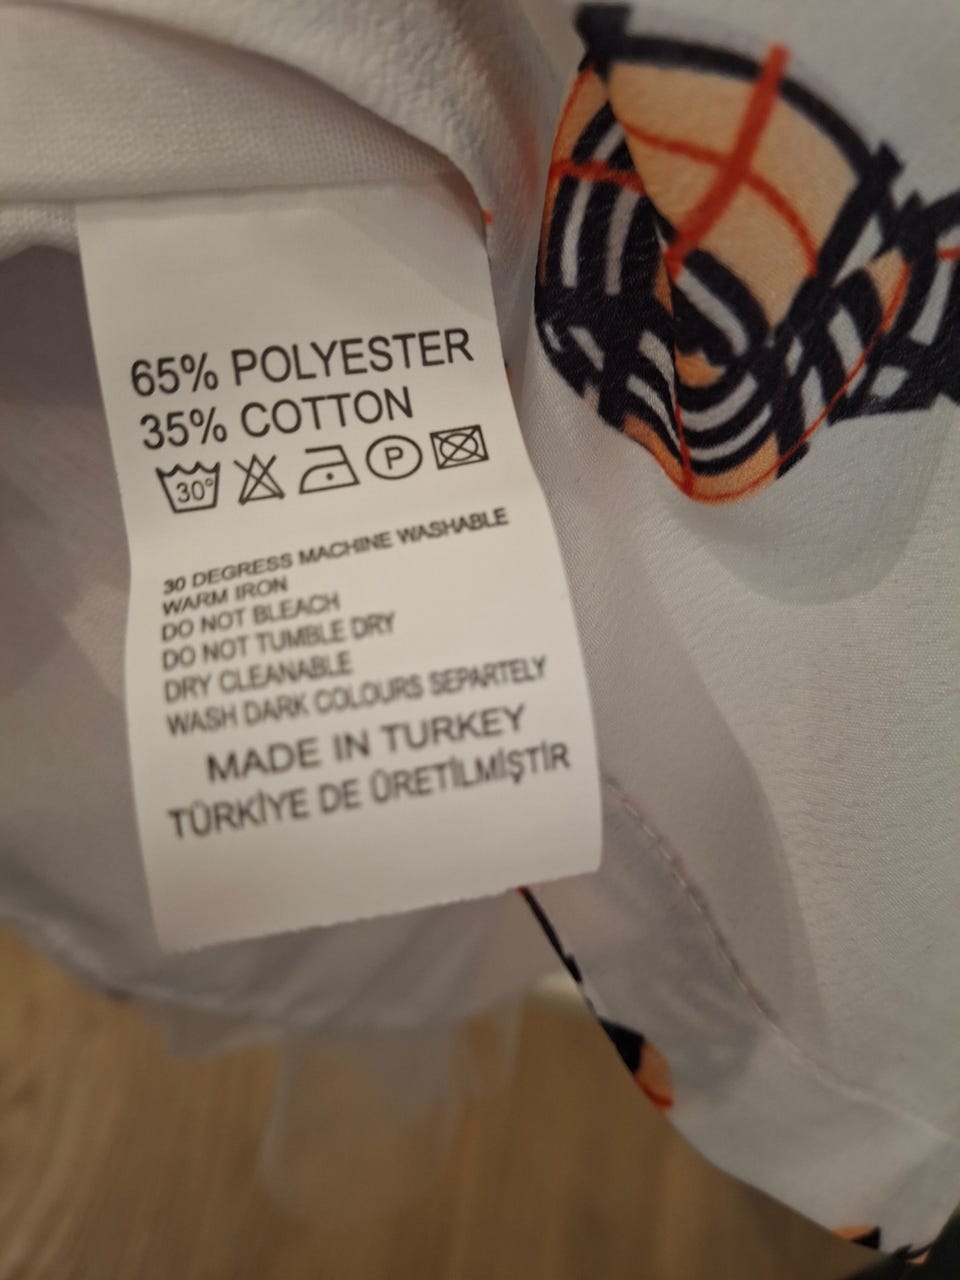 65% POLYESTER
35% COTTON
30° P
30 DEGRESS MACHINE WASHABLE
WARM IRON
DO NOT BLEACH
DO NOT TUMBLE DRY
DRY CLEANABLE
WASH DARK COLOURS SEPARTELY
MADE IN TURKEY
TÜRKİYE DE ÜRETİLMİŞTİR